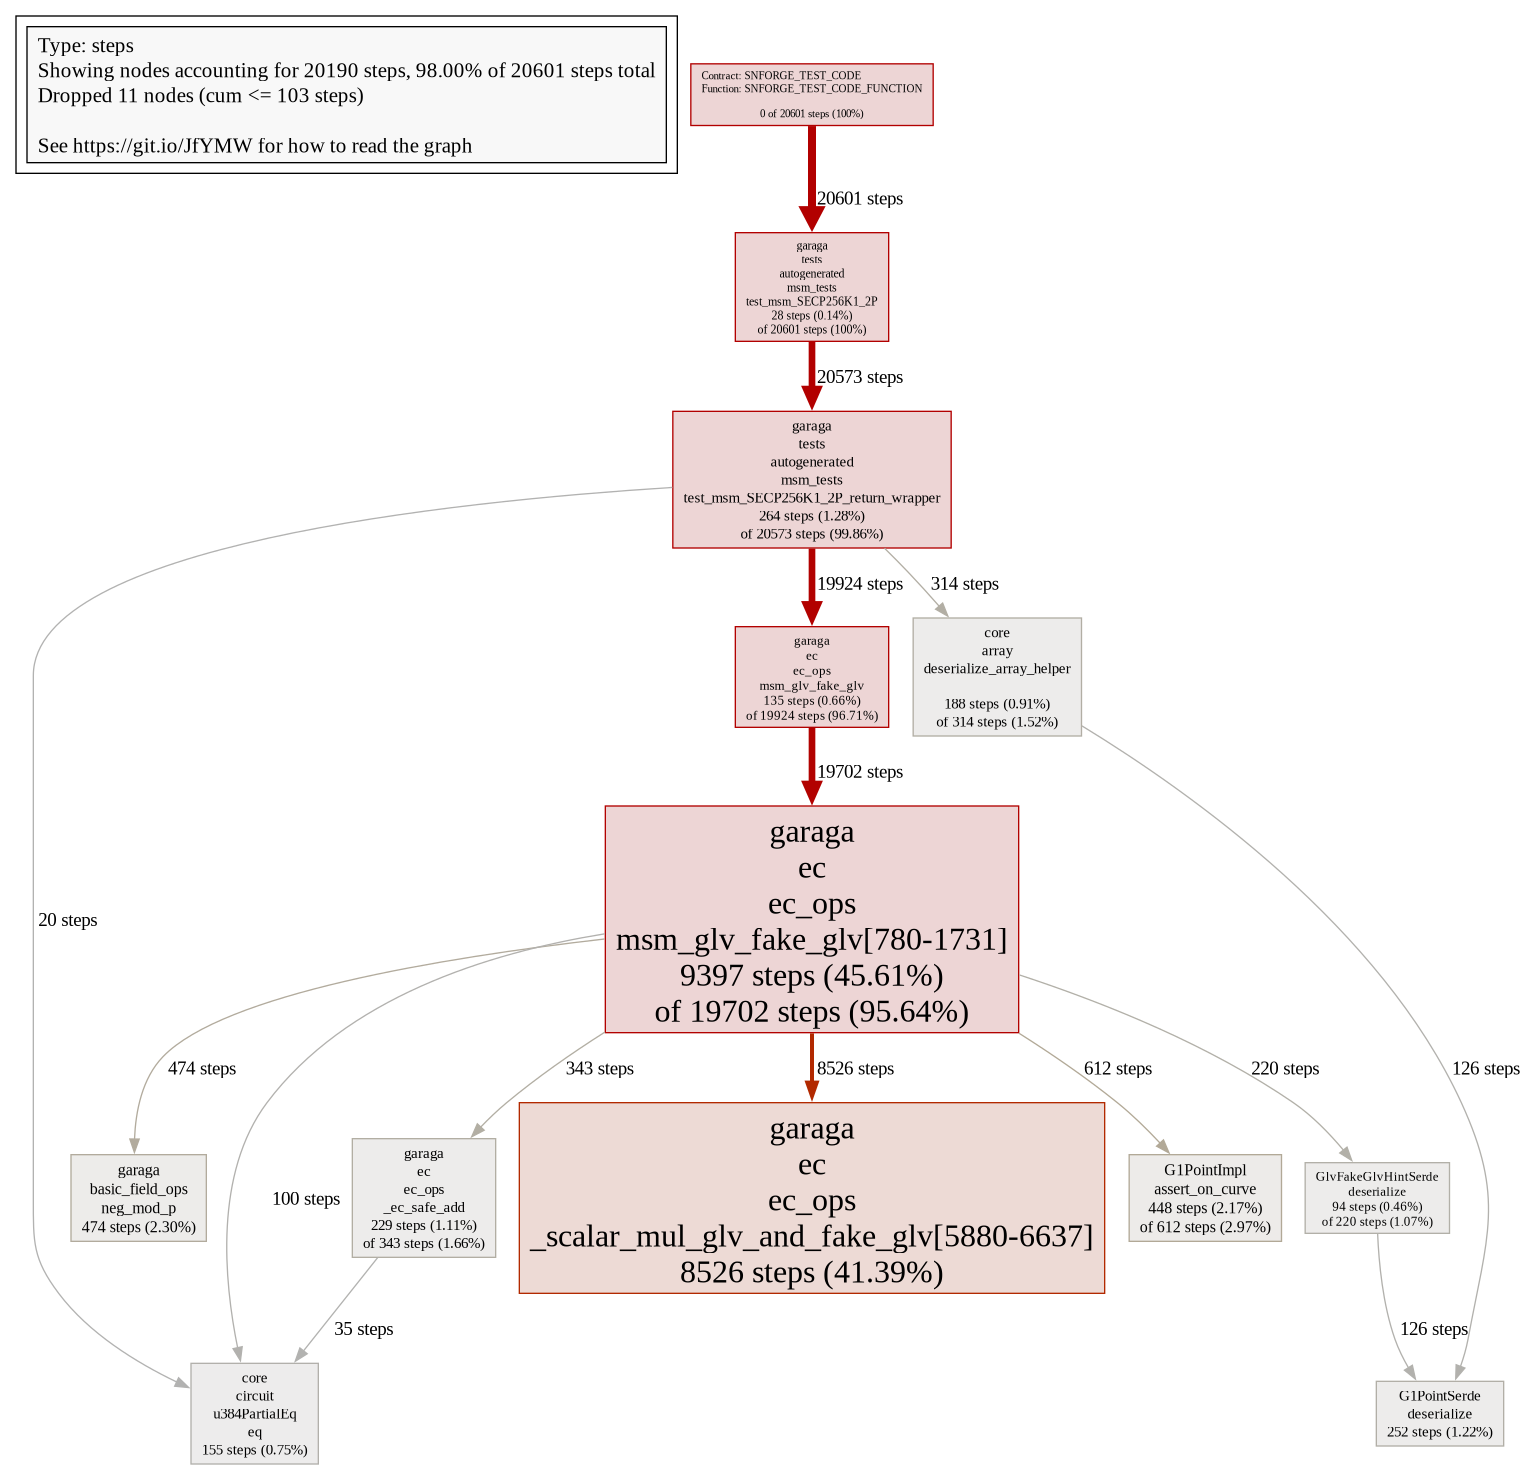 Type: steps
Showing nodes accounting for 20190 steps, 98.00% of 20601 steps total
Dropped 11 nodes (cum <= 103 steps)
See https://git.io/JfYMW for how to read the graph
Contract: SNFORGE_TEST_CODE
Function: SNFORGE_TEST_CODE_FUNCTION
0 of 20601 steps (100%)
20601 steps
garaga
tests
autogenerated
msm_tests
test_msm_SECP256K1_2P
28 steps (0.14%)
of 20601 steps (100%)
20573 steps
garaga
tests
autogenerated
msm_tests
test_msm_SECP256K1_2P_return_wrapper
264 steps (1.28%)
of 20573 steps (99.86%)
19924 steps
314 steps
garaga
ec
ec_ops
msm_glv_fake_glv
135 steps (0.66%)
of 19924 steps (96.71%)
core
array
deserialize_array_helper
188 steps (0.91%)
of 314 steps (1.52%)
19702 steps
garaga
ec
ec_ops
msm_glv_fake_glv[780-1731]
9397 steps (45.61%)
of 19702 steps (95.64%)
20 steps
474 steps
343 steps
8526 steps
612 steps
220 steps
126 steps
garaga
basic_field_ops
neg_mod_p
474 steps (2.30%)
100 steps
garaga
ec
ec_ops
_ec_safe_add
229 steps (1.11%)
of 343 steps (1.66%)
garaga
ec
ec_ops
_scalar_mul_glv_and_fake_glv[5880-6637]
8526 steps (41.39%)
G1PointImpl
assert_on_curve
448 steps (2.17%)
of 612 steps (2.97%)
GlvFakeGlvHintSerde
deserialize
94 steps (0.46%)
of 220 steps (1.07%)
35 steps
126 steps
core
circuit
u384PartialEq
eq
155 steps (0.75%)
G1PointSerde
deserialize
252 steps (1.22%)